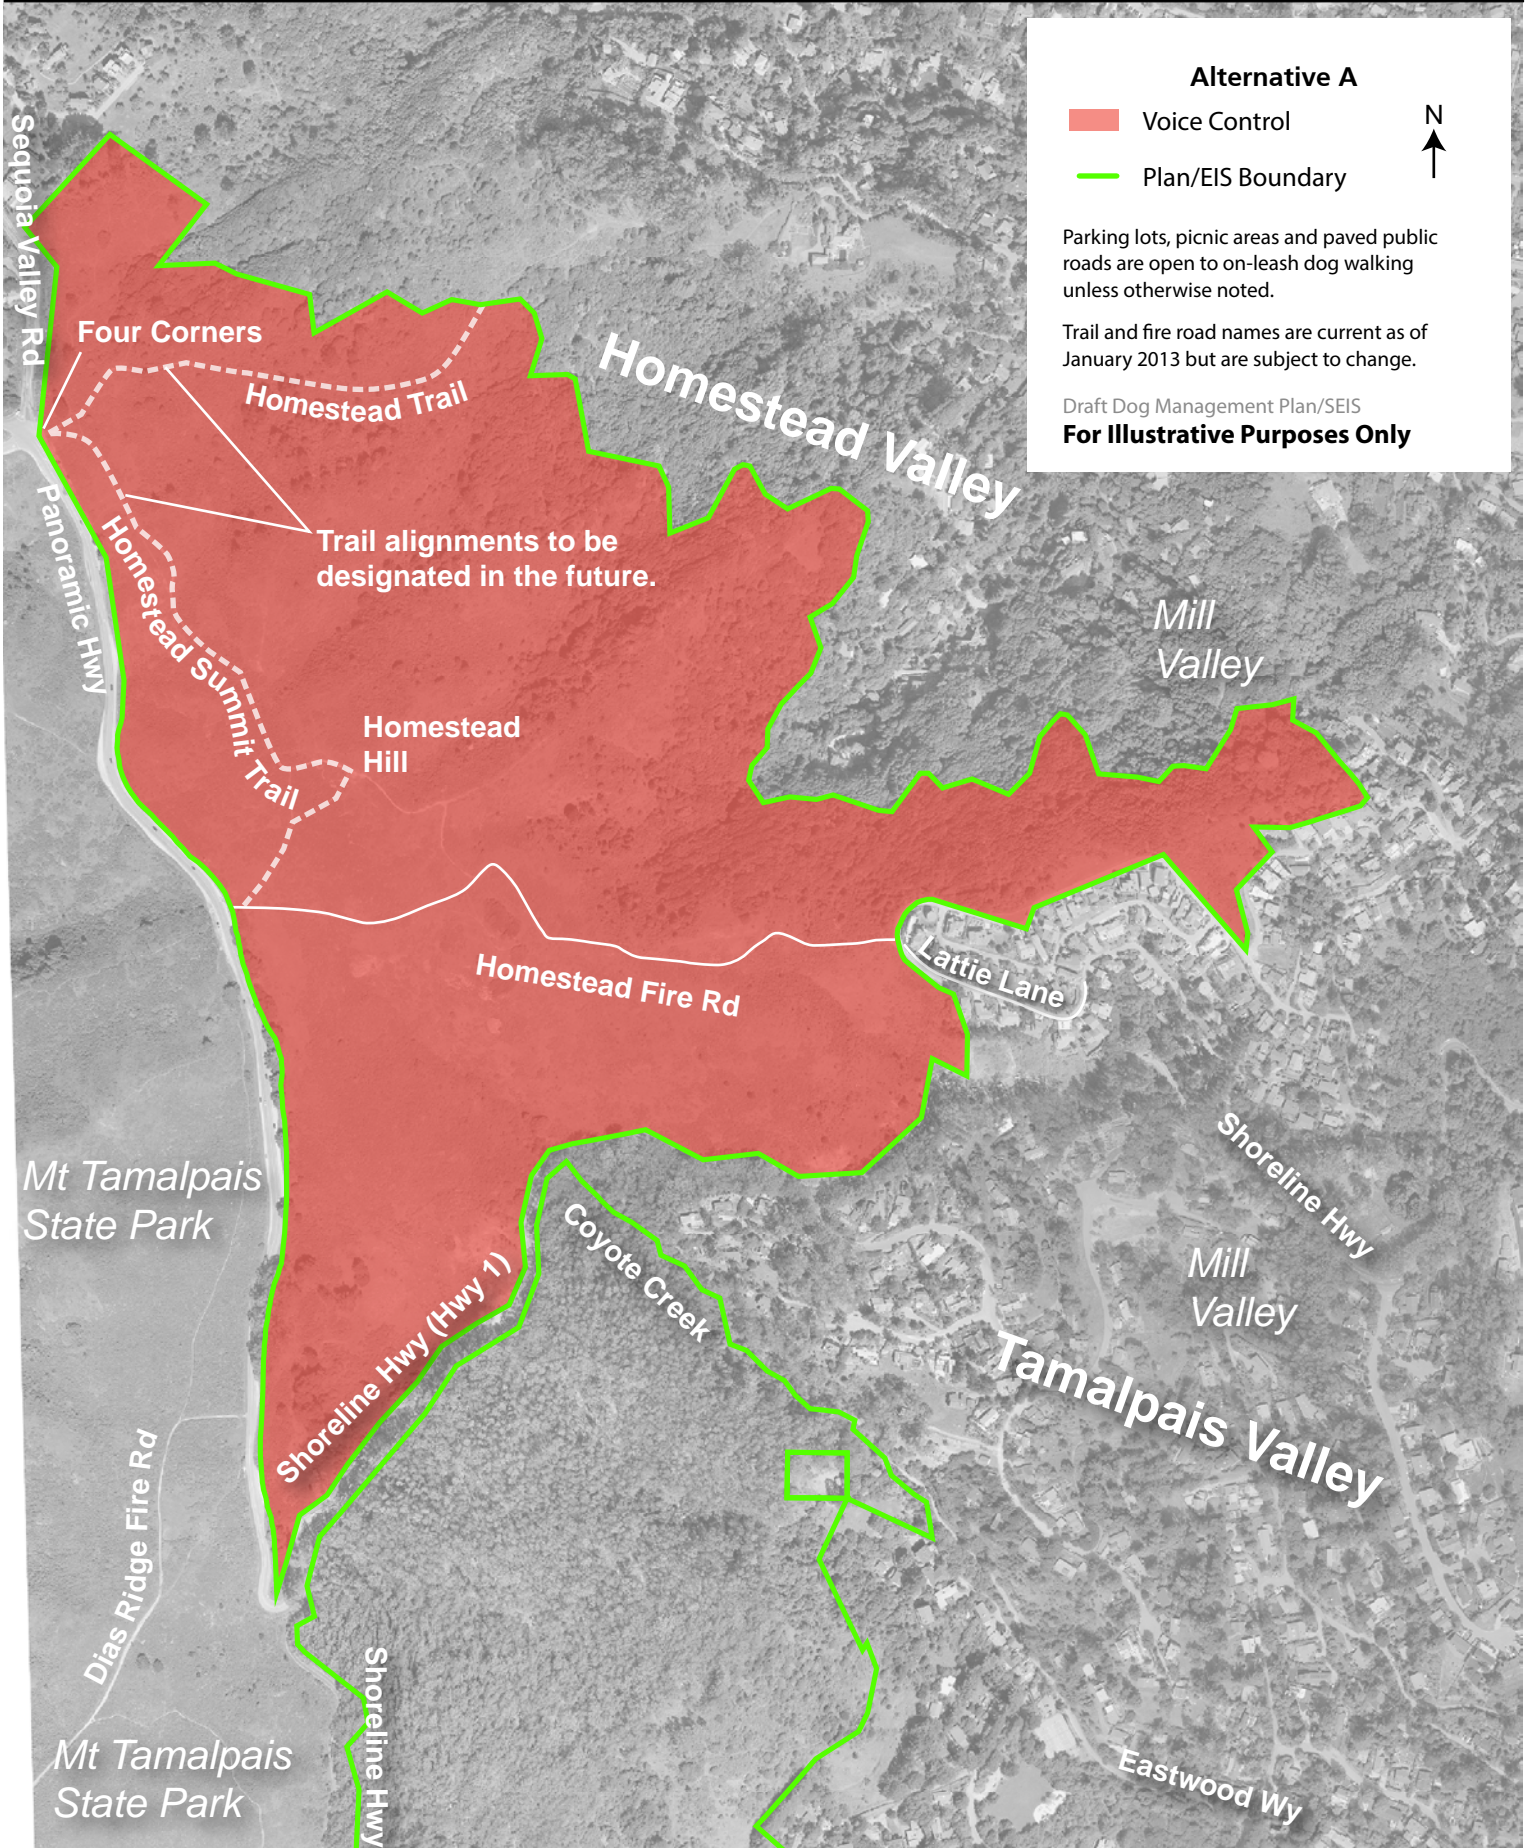 Alternative A
Voice Control
N
Plan/EIS Boundary
Parking lots, picnic areas and paved public
roads are open to on-leash dog walking
unless otherwise noted.
Trail and fire road names are current as of
January 2013 but are subject to change.
Draft Dog Management Plan/SEIS
For Illustrative Purposes Only
Sequoia Valley Rd
Four Corners
Homestead Trail
Homestead Valley
Panoramic Hwy
Homestead Summit Trail
Trail alignments to be
designated in the future.
Mill
Valley
Homestead
Hill
Homestead Fire Rd
Lattie Lane
Mt Tamalpais
State Park
Shoreline Hwy
Coyote Creek
Mill
Valley
Shoreline Hwy (Hwy 1)
Tamalpais Valley
Dias Ridge Fire Rd
Shoreline Hwy
Mt Tamalpais
State Park
Eastwood Wy